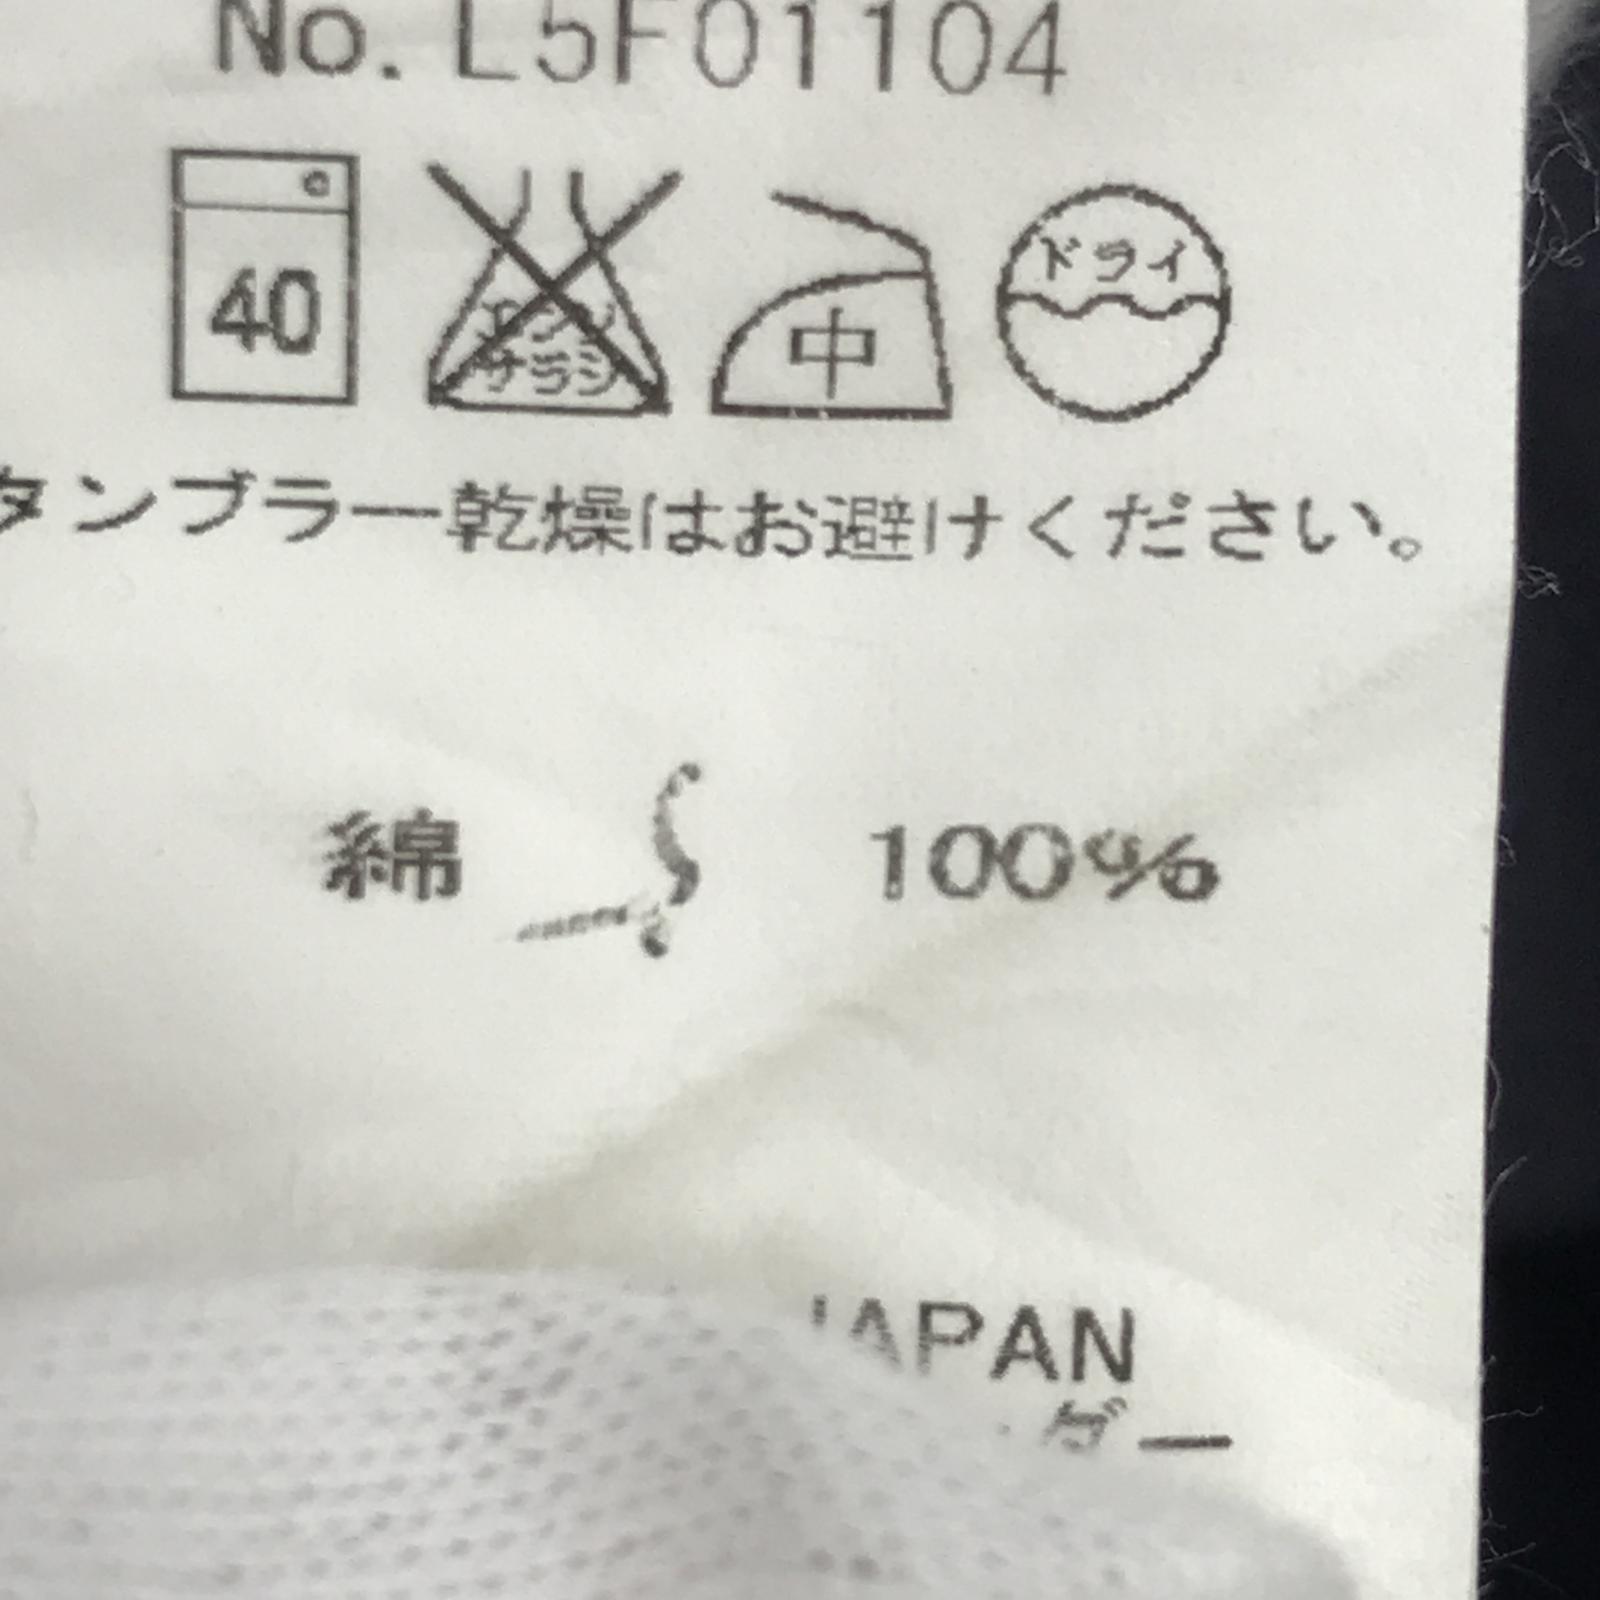 No. L5F01104
40 エンソ サラシ 中 ドライ
タンブラー乾燥はお避けください。
綿 100%
JAPAN